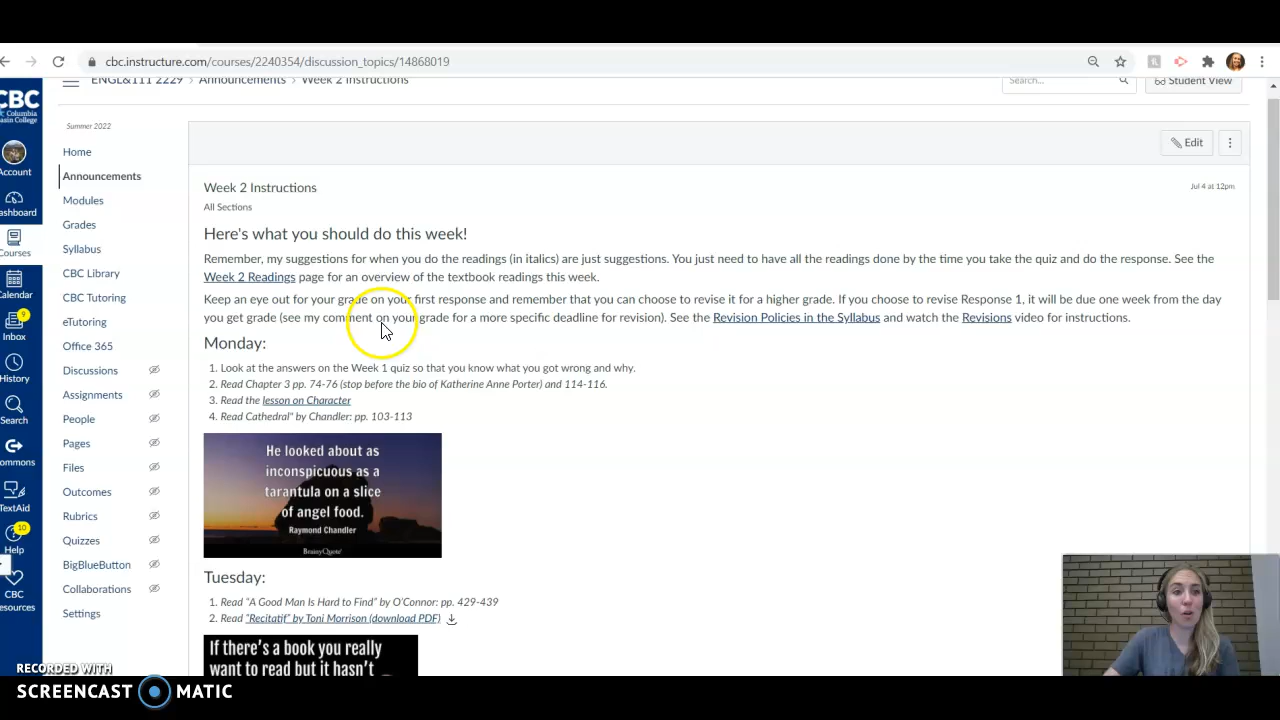 cbc.instructure.com/courses/2240354/discussion_topics/14868019
ENGL&111 2229 › Announcements › Week 2 Instructions
Search...
Student View
CBC
Columbia
Basin College
Account
ashboard
Courses
Calendar
9
Inbox
History
Search
ommons
TextAid
10
Help
CBC
esources
Summer 2022
Home
Announcements
Modules
Grades
Syllabus
CBC Library
CBC Tutoring
eTutoring
Office 365
Discussions
Assignments
People
Pages
Files
Outcomes
Rubrics
Quizzes
BigBlueButton
Collaborations
Settings
Edit
Week 2 Instructions
Jul 4 at 12pm
All Sections
Here's what you should do this week!
Remember, my suggestions for when you do the readings (in italics) are just suggestions. You just need to have all the readings done by the time you take the quiz and do the response. See the
Week 2 Readings page for an overview of the textbook readings this week.
Keep an eye out for your grade on your first response and remember that you can choose to revise it for a higher grade. If you choose to revise Response 1, it will be due one week from the day
you get grade (see my comment on your grade for a more specific deadline for revision). See the Revision Policies in the Syllabus and watch the Revisions video for instructions.
Monday:
1. Look at the answers on the Week 1 quiz so that you know what you got wrong and why.
2. Read Chapter 3 pp. 74-76 (stop before the bio of Katherine Anne Porter) and 114-116.
3. Read the lesson on Character
4. Read Cathedral" by Chandler: pp. 103-113
He looked about as
inconspicuous as a
tarantula on a slice
of angel food.
Raymond Chandler
BrainyQuote
Tuesday:
1. Read "A Good Man Is Hard to Find" by O'Connor: pp. 429-439
2. Read "Recitatif" by Toni Morrison (download PDF)
If there's a book you really
want to read but it hasn't
RECORDED WITH
SCREENCAST MATIC